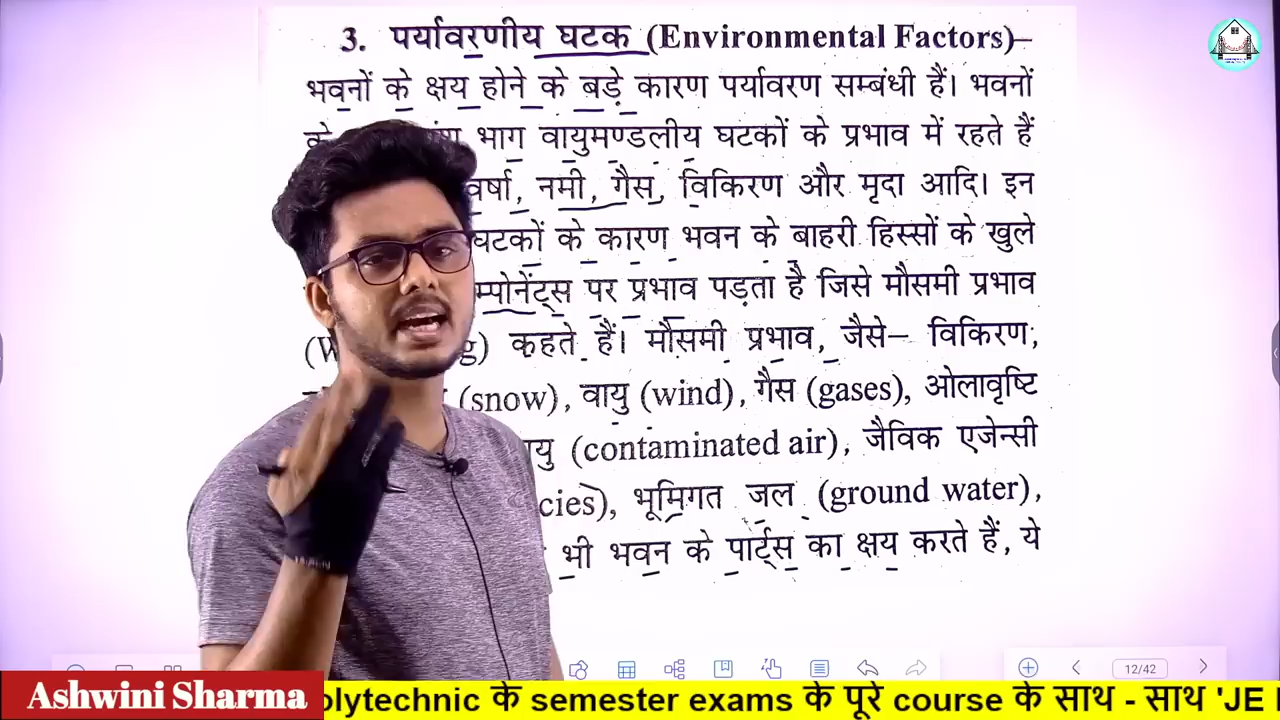 3. पर्यावरणीय घटक (Environmental Factors)–
भवनों के क्षय होने के बड़े कारण पर्यावरण सम्बंधी हैं। भवनों
भाग वायुमण्डलीय घटकों के प्रभाव में रहते हैं
वर्षा, नमी, गैस, विकिरण और मृदा आदि। इन
घटकों के कारण भवन के बाहरी हिस्सों के खुले
पर प्रभाव पड़ता है जिसे मौसमी प्रभाव
कहते हैं। मौसमी प्रभाव, जैसे– विकिरण;
(snow), वायु (wind), गैस (gases), ओलावृष्टि
(contaminated air), जैविक एजेन्सी
भूमिगत जल (ground water),
भी भवन के पार्ट्स का क्षय करते हैं, ये
12/42
Ashwini Sharma
olytechnic के semester exams के पूरे course के साथ - साथ 'JE